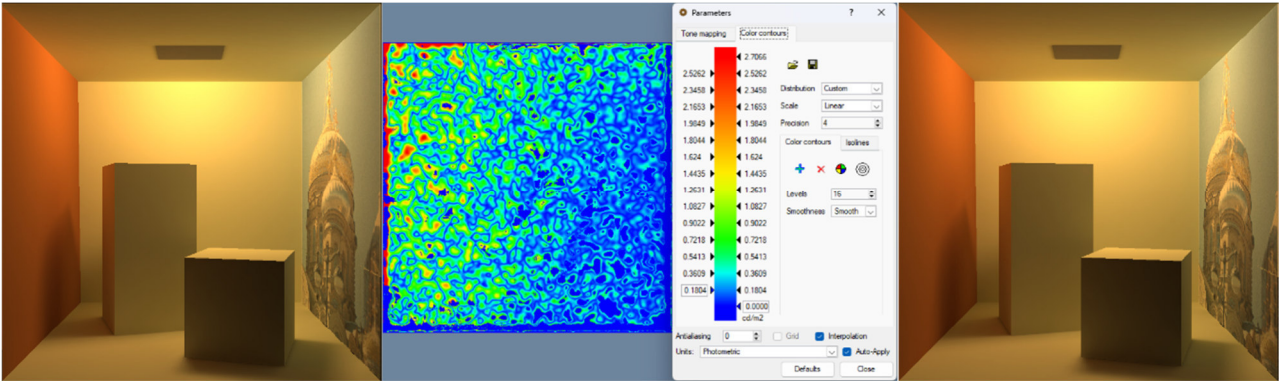 Parameters ? ×
Tone mapping Color contours
2.7066
2.5262 2.5262
2.3458 2.3458
2.1653 2.1653
1.9849 1.9849
1.8044 1.8044
1.624 1.624
1.4435 1.4435
1.2631 1.2631
1.0827 1.0827
0.9022 0.9022
0.7218 0.7218
0.5413 0.5413
0.3609 0.3609
0.1804 0.1804
0.0000
cd/m2
Distribution Custom
Scale Linear
Precision 4
Color contours Isolines
Levels 16
Smoothness Smooth
Antialiasing 0 Grid Interpolation
Units: Photometric Auto-Apply
Defaults Close